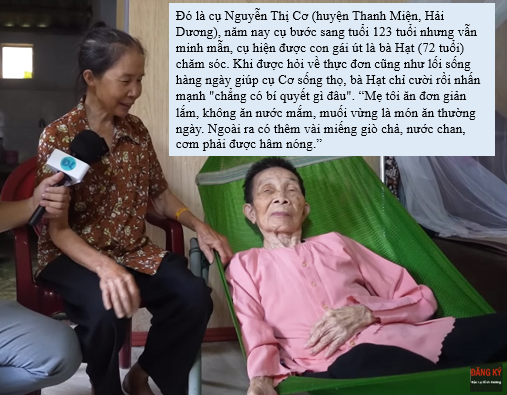 Đó là cụ Nguyễn Thị Cơ (huyện Thanh Miện, Hải
Dương), năm nay cụ bước sang tuổi 123 tuổi nhưng vẫn
minh mẫn, cụ hiện được con gái út là bà Hạt (72 tuổi)
chăm sóc. Khi được hỏi về thực đơn cũng như lối sống
hàng ngày giúp cụ Cơ sống thọ, bà Hạt chỉ cười rồi nhấn
mạnh "chẳng có bí quyết gì đâu". “Mẹ tôi ăn đơn giản
lắm, không ăn nước mắm, muối vừng là món ăn thường
ngày. Ngoài ra có thêm vài miếng giò chả, nước chan,
cơm phải được hâm nóng.”
ĐĂNG KÝ